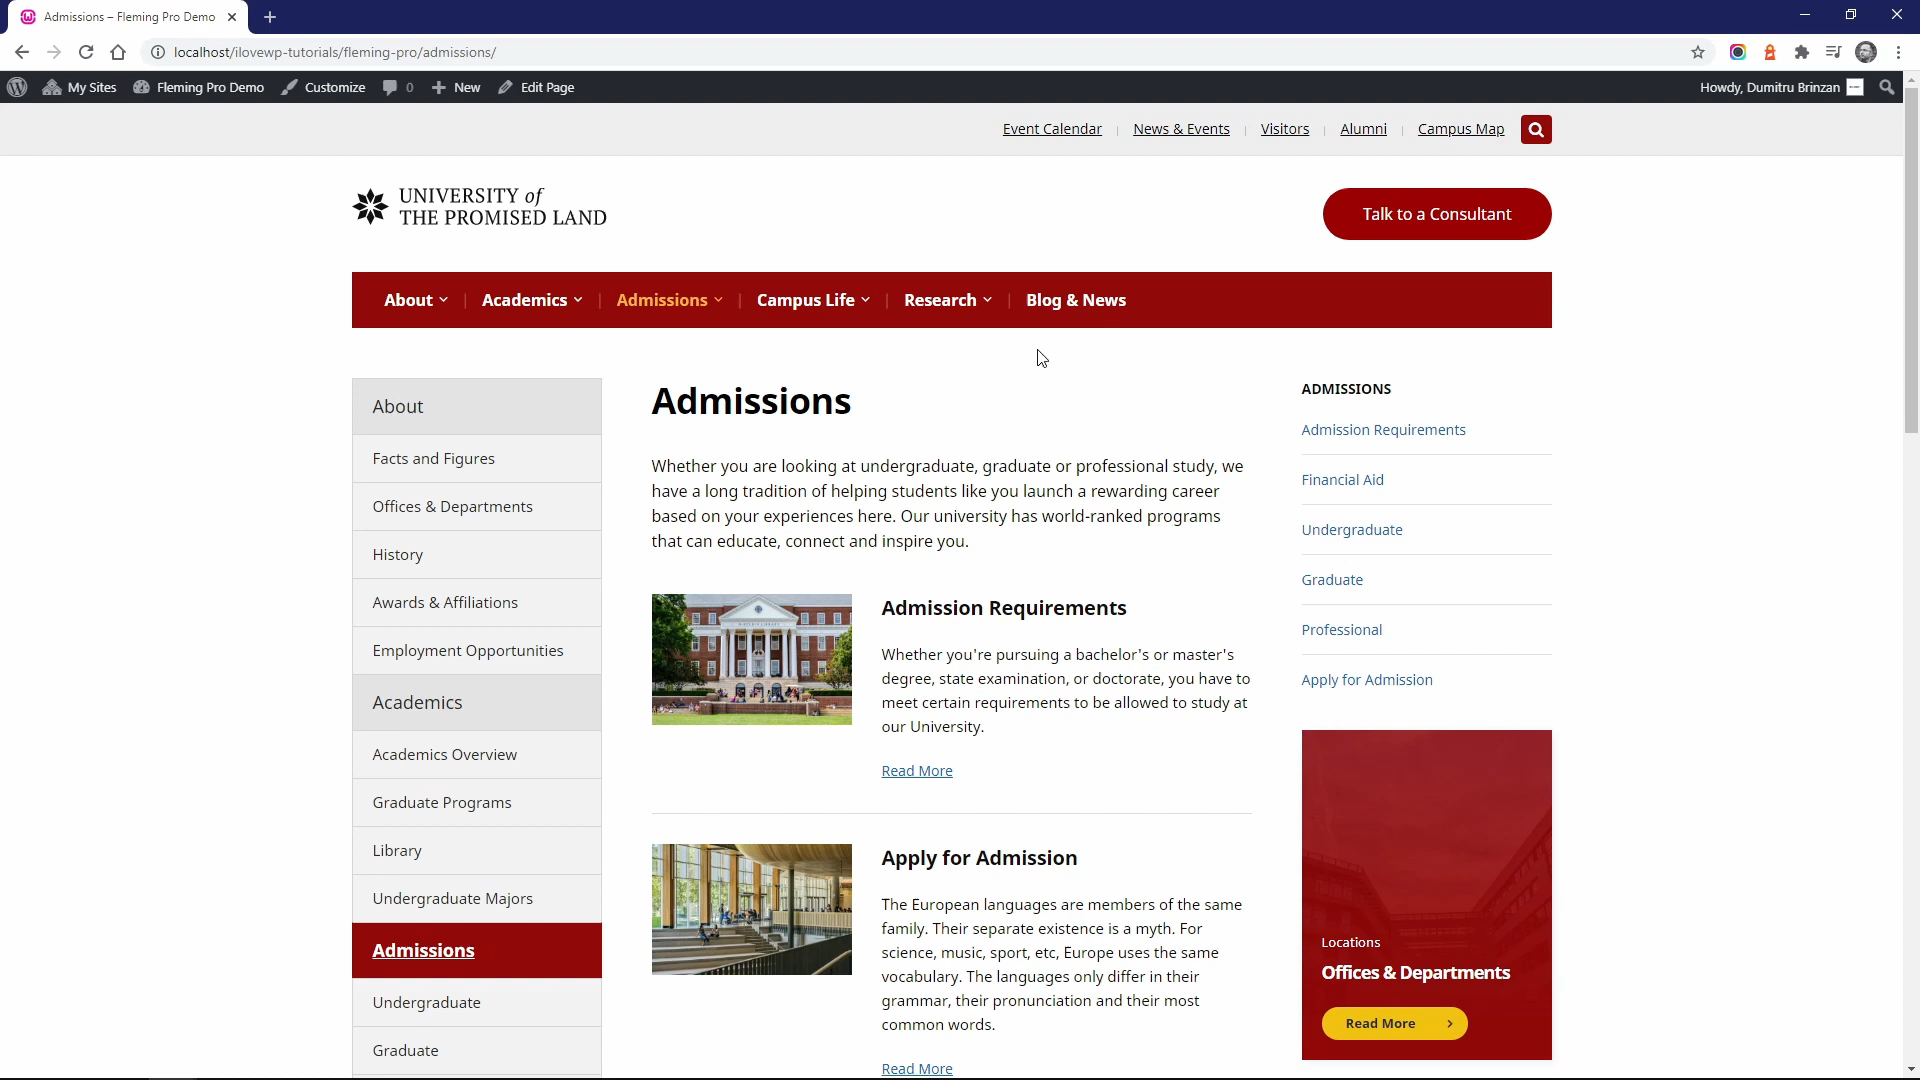 Admissions – Fleming Pro Demo
localhost/ilovewp-tutorials/fleming-pro/admissions/
My Sites Fleming Pro Demo Customize 0 New Edit Page Howdy, Dumitru Brinzan
Event Calendar News & Events Visitors Alumni Campus Map
UNIVERSITY of
THE PROMISED LAND
Talk to a Consultant
About Academics Admissions Campus Life Research Blog & News
About
Facts and Figures
Offices & Departments
History
Awards & Affiliations
Employment Opportunities
Academics
Academics Overview
Graduate Programs
Library
Undergraduate Majors
Admissions
Undergraduate
Graduate
Admissions
Whether you are looking at undergraduate, graduate or professional study, we
have a long tradition of helping students like you launch a rewarding career
based on your experiences here. Our university has world-ranked programs
that can educate, connect and inspire you.
Admission Requirements
Whether you're pursuing a bachelor's or master's
degree, state examination, or doctorate, you have to
meet certain requirements to be allowed to study at
our University.
Read More
Apply for Admission
The European languages are members of the same
family. Their separate existence is a myth. For
science, music, sport, etc, Europe uses the same
vocabulary. The languages only differ in their
grammar, their pronunciation and their most
common words.
Read More
ADMISSIONS
Admission Requirements
Financial Aid
Undergraduate
Graduate
Professional
Apply for Admission
Locations
Offices & Departments
Read More